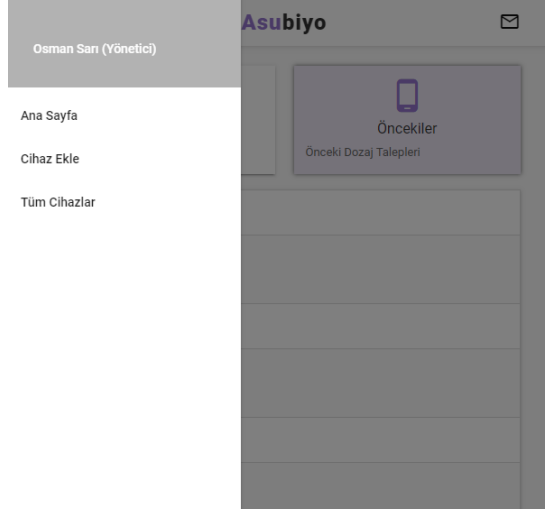 Osman Sarı (Yönetici)
Ana Sayfa
Cihaz Ekle
Tüm Cihazlar
Asubiyo
Öncekiler
Önceki Dozaj Talepleri